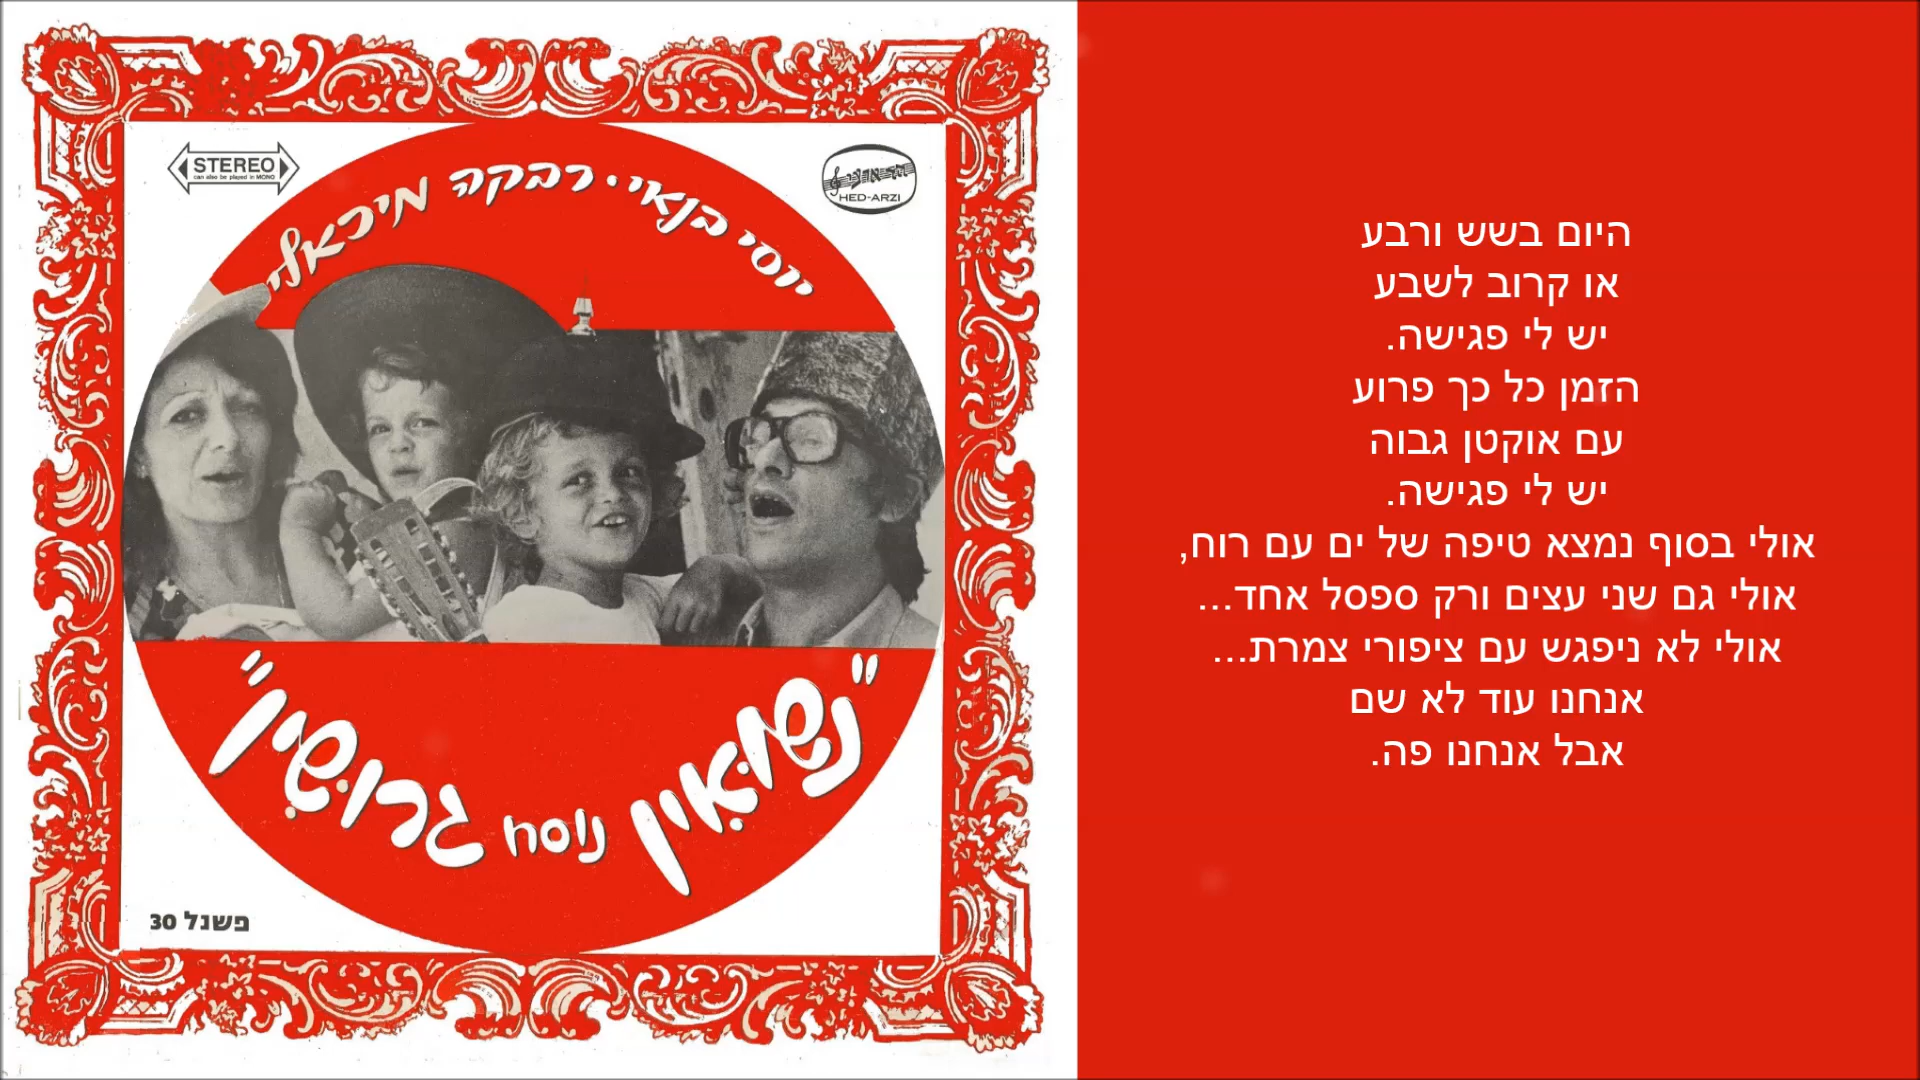 STEREO
can also be played in MONO
HED-ARZI
יוסי בנאי • רבקה מיכאלי
"נשואין נוסח גרושין"
פשנל 30
היום בשש ורבע
או קרוב לשבע
יש לי פגישה.
הזמן כל כך פרוע
עם אוקטן גבוה
יש לי פגישה.
אולי בסוף נמצא טיפה של ים עם רוח,
אולי גם שני עצים ורק ספסל אחד...
אולי לא ניפגש עם ציפורי צמרת...
אנחנו עוד לא שם
אבל אנחנו פה.